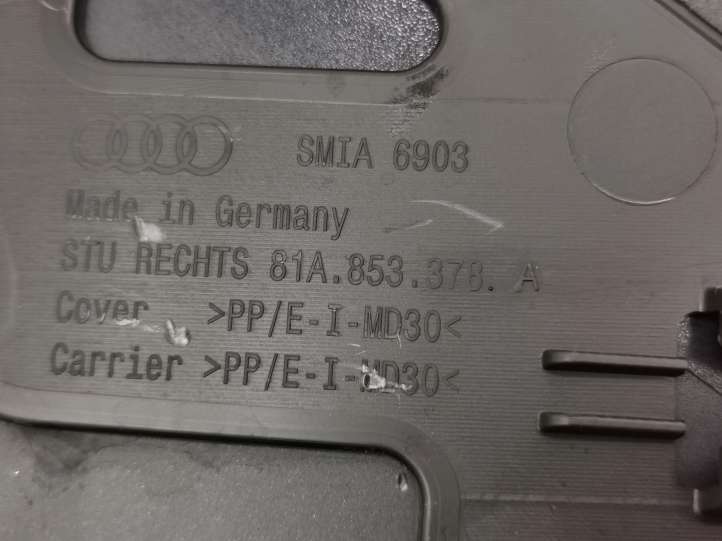 SMIA 6903
Made in Germany
STU RECHTS 81A.853.378. A
Cover >PP/E-I-MD30<
Carrier >PP/E-I-MD30<